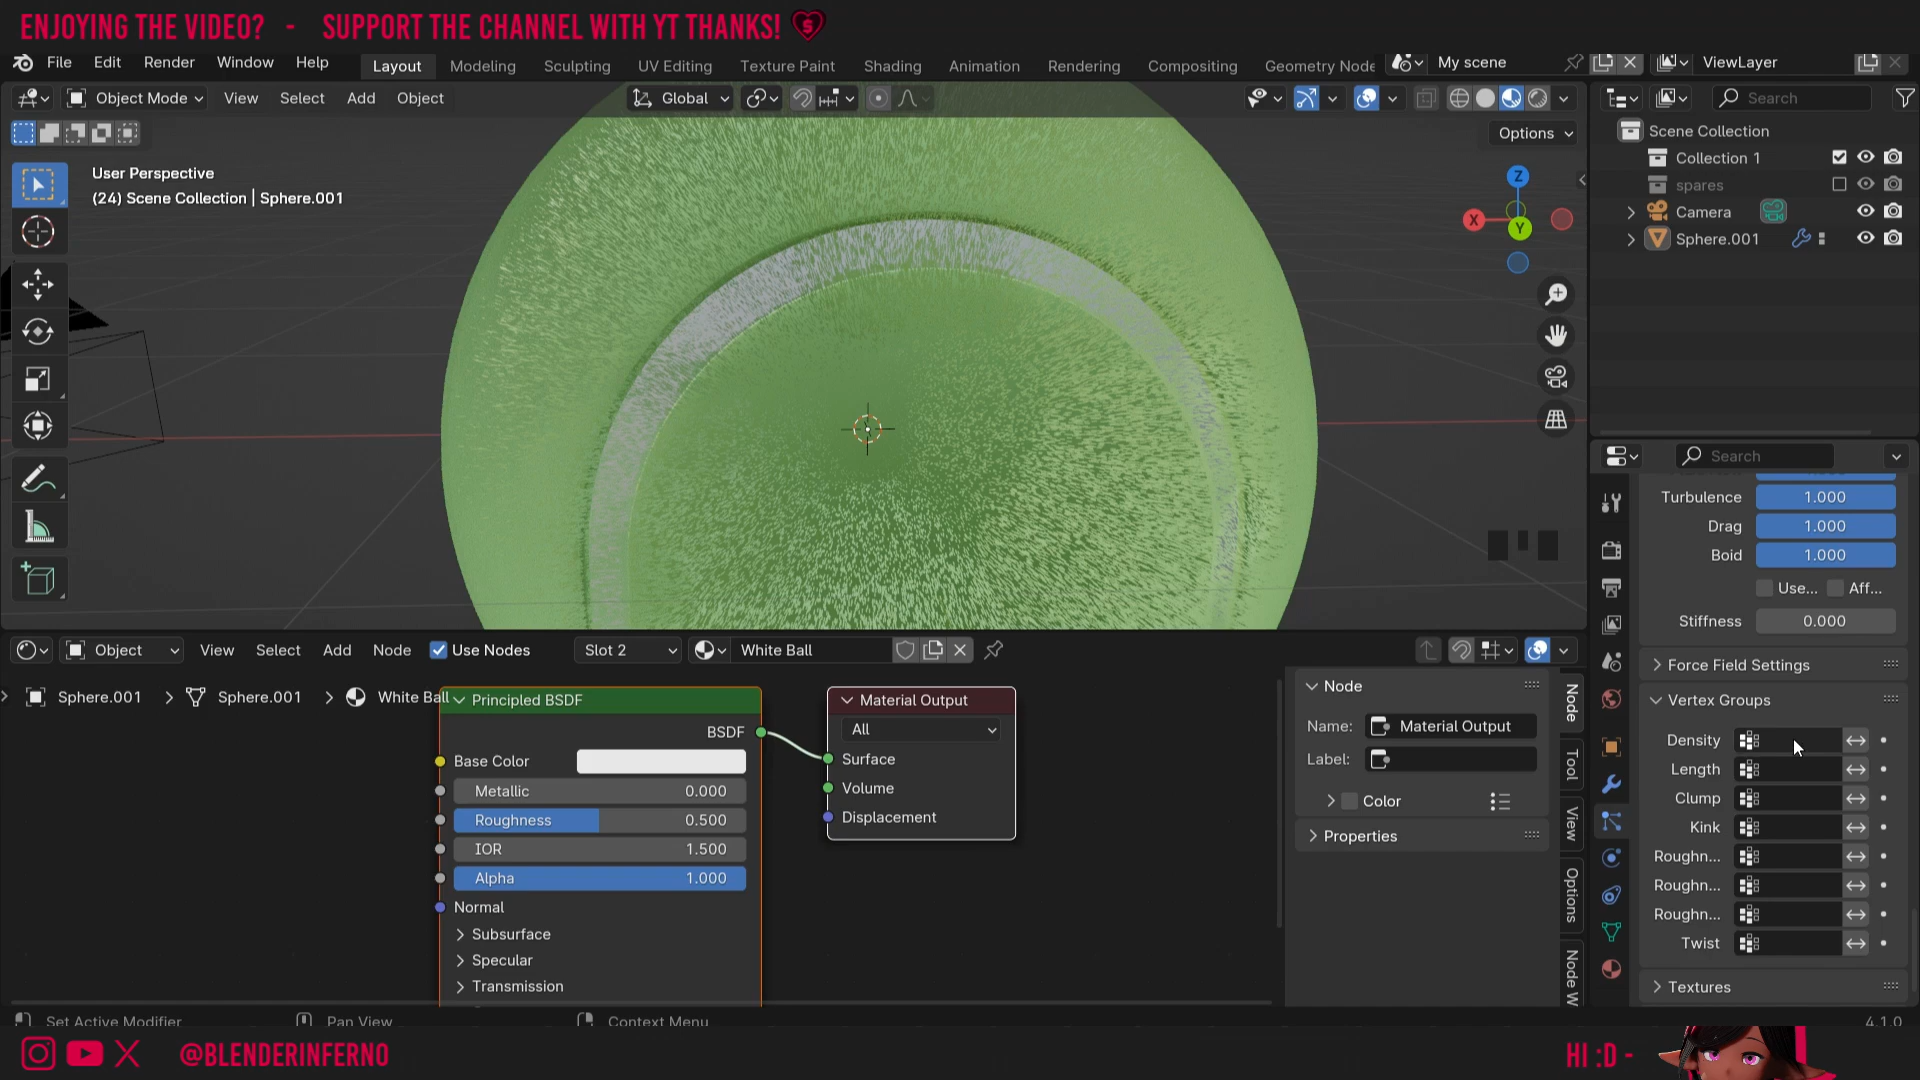 ENJOYING THE VIDEO? - SUPPORT THE CHANNEL WITH YT THANKS! $
File Edit Render Window Help Layout Modeling Sculpting UV Editing Texture Paint Shading Animation Rendering Compositing Geometry Node My scene ViewLayer
Object Mode View Select Add Object Global Search
Options
User Perspective
(24) Scene Collection | Sphere.001
Z
X
Y
Scene Collection
Collection 1
spares
Camera
Sphere.001
Search
Turbulence 1.000
Drag 1.000
Boid 1.000
Use... Aff...
Stiffness 0.000
Force Field Settings
Vertex Groups
Density
Length
Clump
Kink
Roughn...
Roughn...
Roughn...
Twist
Textures
Object View Select Add Node Use Nodes Slot 2 White Ball
Sphere.001 Sphere.001 White Ball
Principled BSDF
BSDF
Base Color
Metallic 0.000
Roughness 0.500
IOR 1.500
Alpha 1.000
Normal
Subsurface
Specular
Transmission
Material Output
All
Surface
Volume
Displacement
Node
Name: Material Output
Label:
Color
Properties
Node
Tool
View
Options
Node W
Set Active Modifier Pan View Context Menu 4.1.0
@BLENDERINFERNO
HI :D -